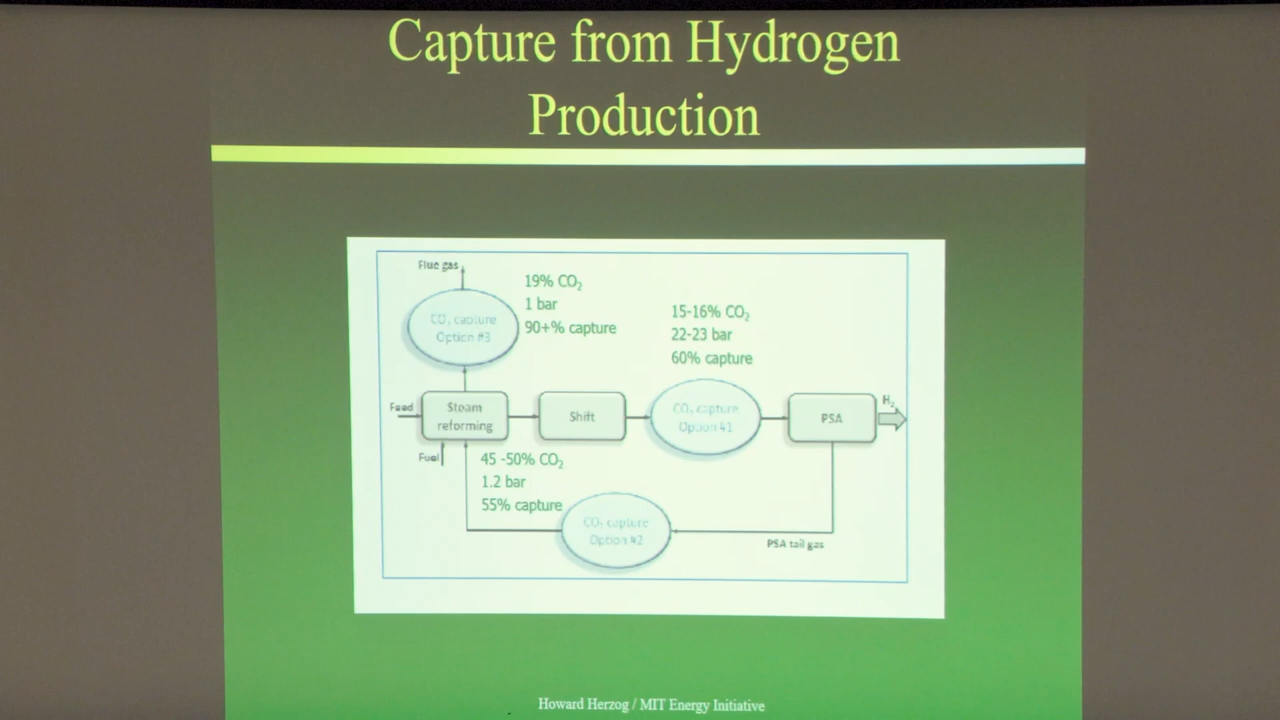 Capture from Hydrogen
Production
Flue gas
CO₂ capture
Option #3
19% CO₂
1 bar
90+% capture
15-16% CO₂
22-23 bar
60% capture
Feed
Steam
reforming
Shift
CO₂ capture
Option #1
PSA
H₂
Fuel
45 -50% CO₂
1.2 bar
55% capture
CO₂ capture
Option #2
PSA tail gas
Howard Herzog / MIT Energy Initiative